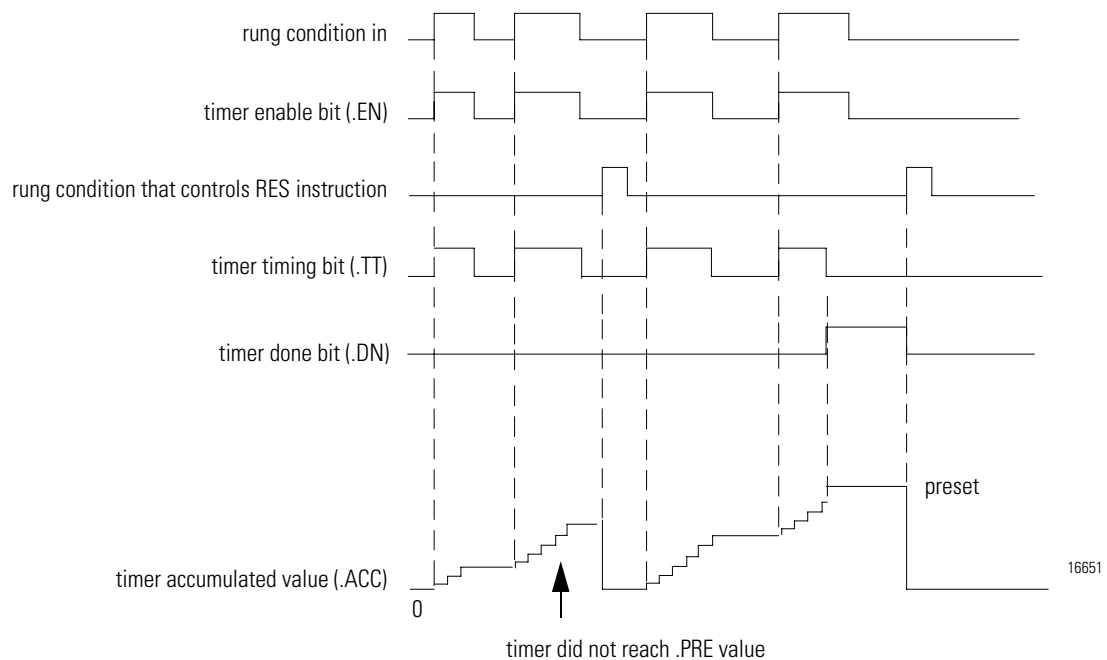 rung condition in
timer enable bit (.EN)
rung condition that controls RES instruction
timer timing bit (.TT)
timer done bit (.DN)
preset
timer accumulated value (.ACC)
16651
0
timer did not reach .PRE value